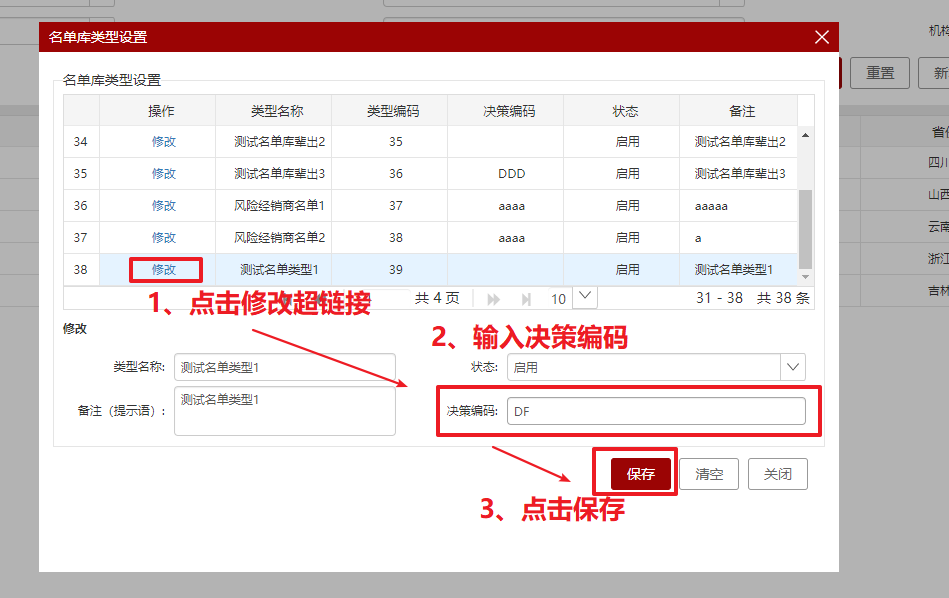 名单库类型设置
机构
重置
新
名单库类型设置
操作 类型名称 类型编码 决策编码 状态 备注
34 修改 测试名单库辈出2 35 启用 测试名单库辈出2
35 修改 测试名单库辈出3 36 DDD 启用 测试名单库辈出3
36 修改 风险经销商名单1 37 aaaa 启用 aaaaa
37 修改 风险经销商名单2 38 aaaa 启用 a
38 修改 测试名单类型1 39 启用 测试名单类型1
4 共 4 页 10 31 - 38 共 38 条
1、点击修改超链接
修改
2、输入决策编码
类型名称: 测试名单类型1 状态: 启用
备注（提示语）: 测试名单类型1 决策编码: DF
保存 清空 关闭
3、点击保存
四川
山西
云南
浙江
吉林